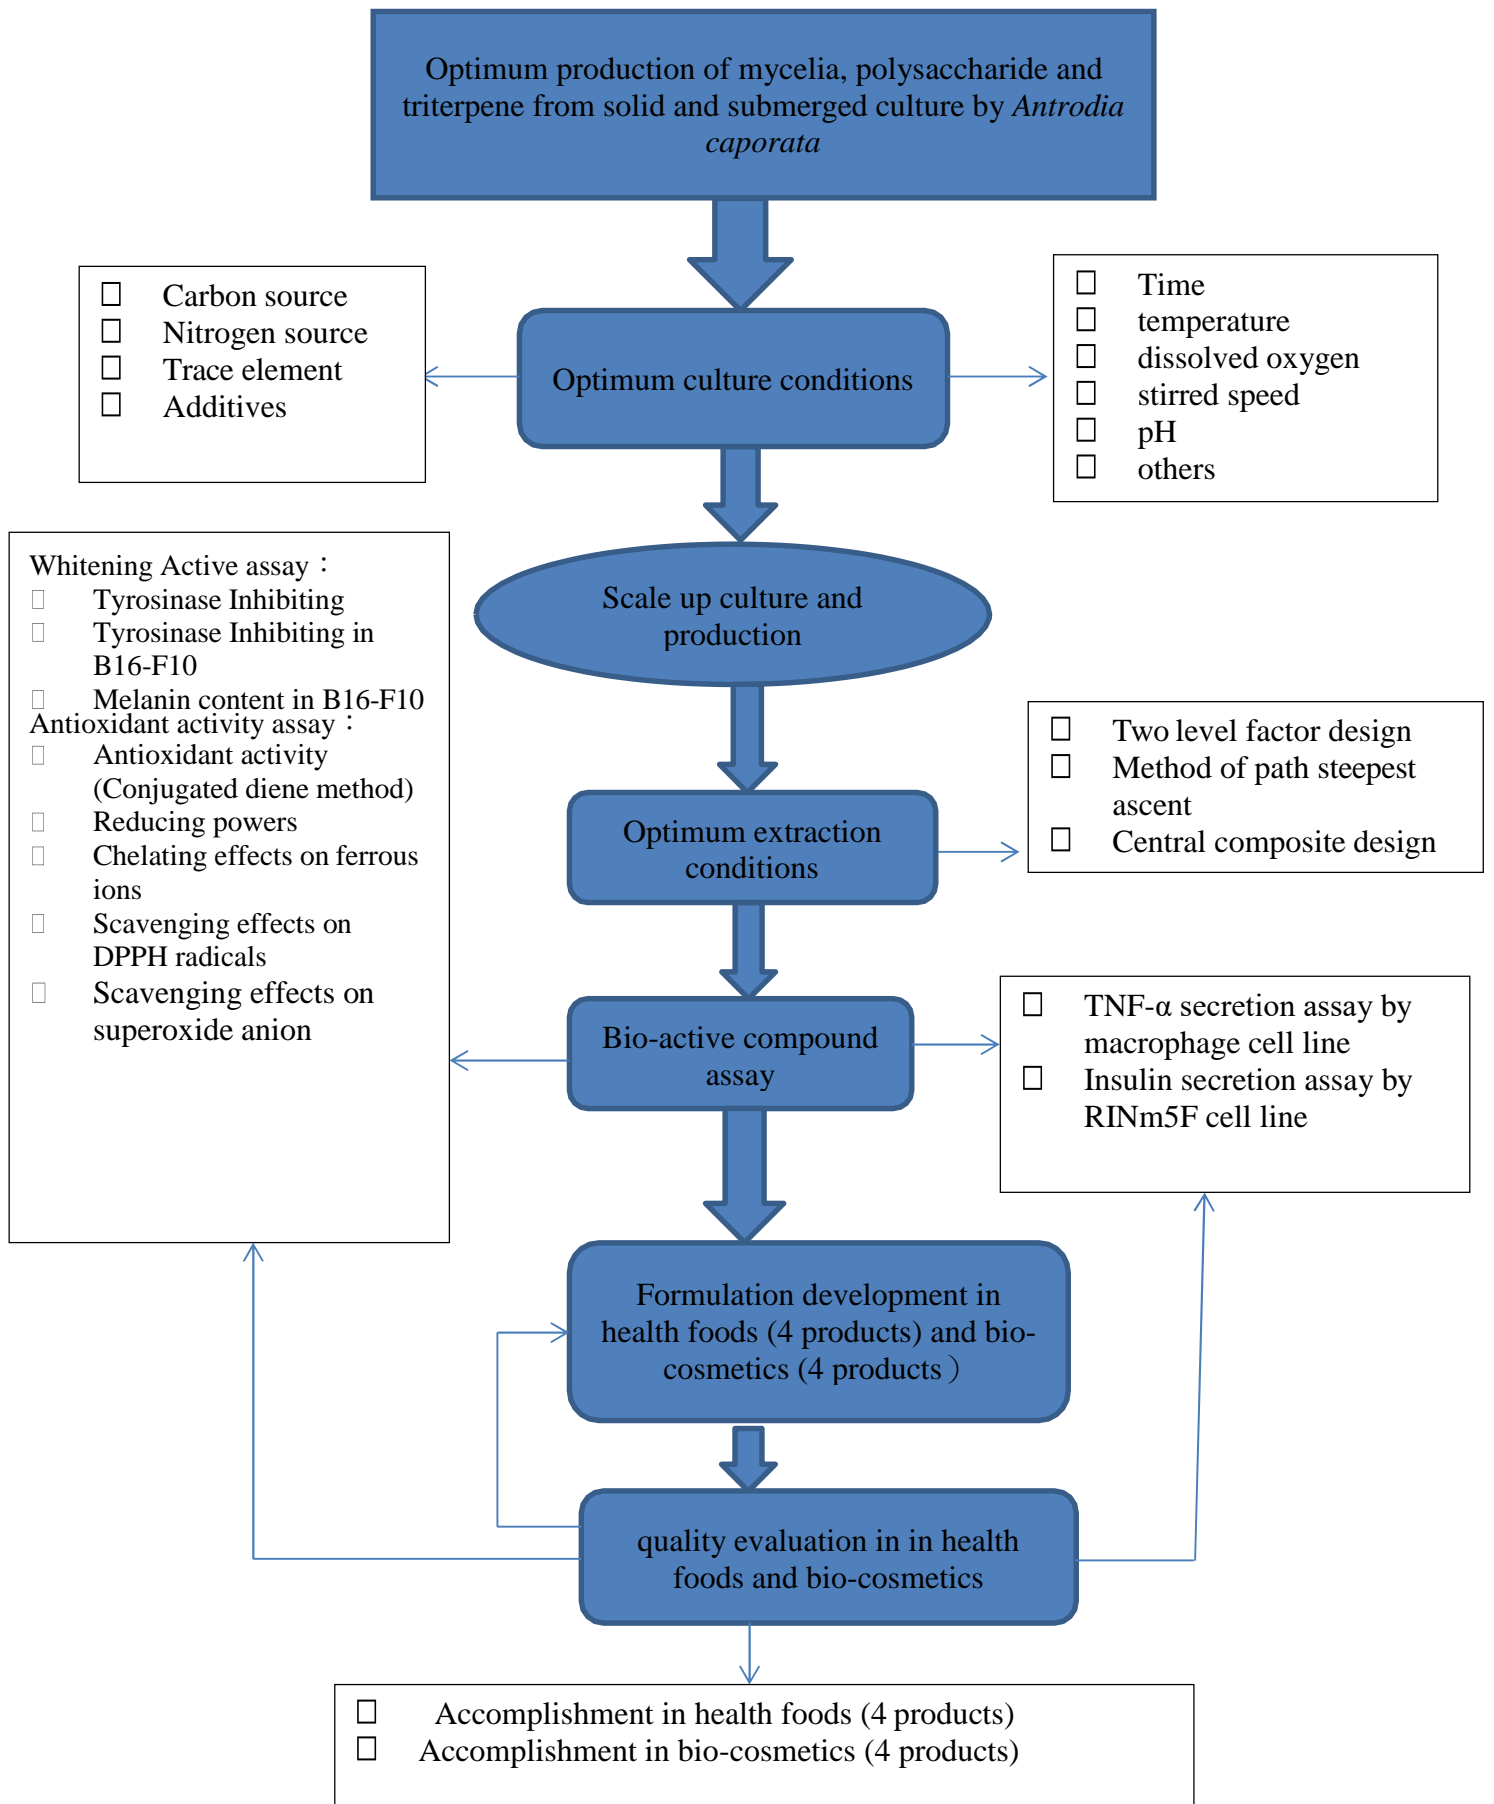 Optimum production of mycelia, polysaccharide and
triterpene from solid and submerged culture by Antrodia
caporata
Carbon source
Nitrogen source
Trace element
Additives
Optimum culture conditions
Time
temperature
dissolved oxygen
stirred speed
pH
others
Scale up culture and
production
Whitening Active assay：
Tyrosinase Inhibiting
Tyrosinase Inhibiting in
B16-F10
Melanin content in B16-F10
Antioxidant activity assay：
Antioxidant activity
(Conjugated diene method)
Reducing powers
Chelating effects on ferrous
ions
Scavenging effects on
DPPH radicals
Scavenging effects on
superoxide anion
Optimum extraction
conditions
Two level factor design
Method of path steepest
ascent
Central composite design
Bio-active compound
assay
TNF-α secretion assay by
macrophage cell line
Insulin secretion assay by
RINm5F cell line
Formulation development in
health foods (4 products) and bio-
cosmetics (4 products）
quality evaluation in in health
foods and bio-cosmetics
Accomplishment in health foods (4 products)
Accomplishment in bio-cosmetics (4 products)